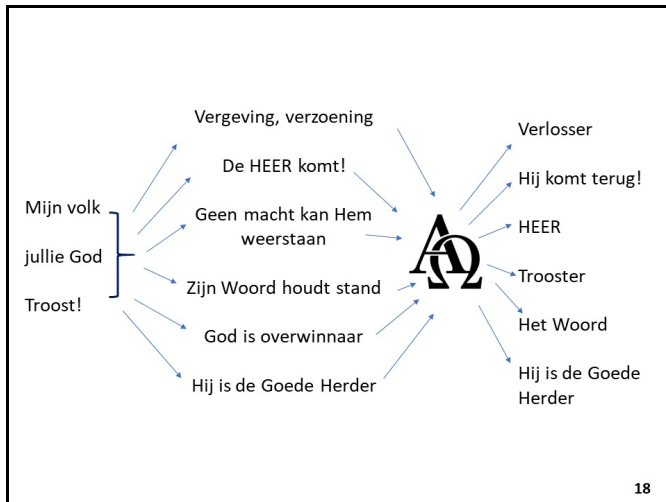 Mijn volk
jullie God
Troost!
Vergeving, verzoening
De HEER komt!
Geen macht kan Hem
weerstaan
Zijn Woord houdt stand
God is overwinnaar
Hij is de Goede Herder
ΑΩ
Verlosser
Hij komt terug!
HEER
Trooster
Het Woord
Hij is de Goede
Herder
18